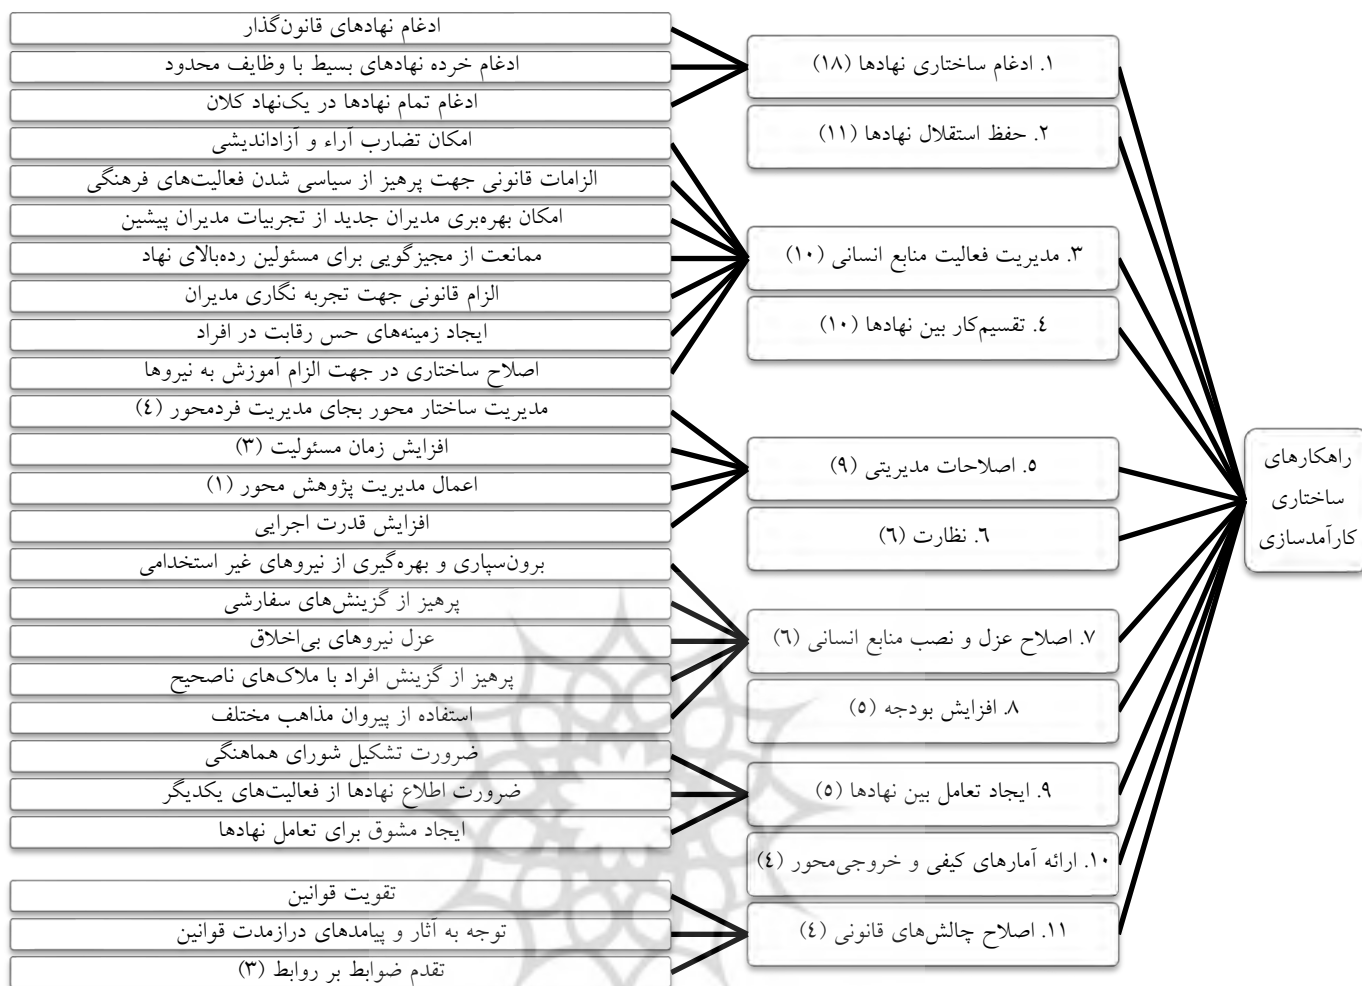 راهکارهای
ساختاری
کارآمدسازی
۱. ادغام ساختاری نهادها (۱۸)
ادغام نهادهای قانون‌گذار
ادغام خرده نهادهای بسیط با وظایف محدود
ادغام تمام نهادها در یک‌نهاد کلان
۲. حفظ استقلال نهادها (۱۱)
۳. مدیریت فعالیت منابع انسانی (۱۰)
امکان تضارب آراء و آزاداندیشی
الزامات قانونی جهت پرهیز از سیاسی شدن فعالیت‌های فرهنگی
امکان بهره‌بری مدیران جدید از تجربیات مدیران پیشین
ممانعت از مجیزگویی برای مسئولین رده‌بالای نهاد
الزام قانونی جهت تجربه نگاری مدیران
ایجاد زمینه‌های حس رقابت در افراد
اصلاح ساختاری در جهت الزام آموزش به نیروها
٤. تقسیم‌کار بین نهادها (۱۰)
٥. اصلاحات مدیریتی (۹)
مدیریت ساختار محور بجای مدیریت فردمحور (٤)
افزایش زمان مسئولیت (۳)
اعمال مدیریت پژوهش محور (۱)
افزایش قدرت اجرایی
٦. نظارت (٦)
۷. اصلاح عزل و نصب منابع انسانی (٦)
برون‌سپاری و بهره‌گیری از نیروهای غیر استخدامی
پرهیز از گزینش‌های سفارشی
عزل نیروهای بی‌اخلاق
پرهیز از گزینش افراد با ملاک‌های ناصحیح
استفاده از پیروان مذاهب مختلف
۸. افزایش بودجه (٥)
۹. ایجاد تعامل بین نهادها (٥)
ضرورت تشکیل شورای هماهنگی
ضرورت اطلاع نهادها از فعالیت‌های یکدیگر
ایجاد مشوق برای تعامل نهادها
۱۰. ارائه آمارهای کیفی و خروجی‌محور (٤)
۱۱. اصلاح چالش‌های قانونی (٤)
تقویت قوانین
توجه به آثار و پیامدهای درازمدت قوانین
تقدم ضوابط بر روابط (۳)